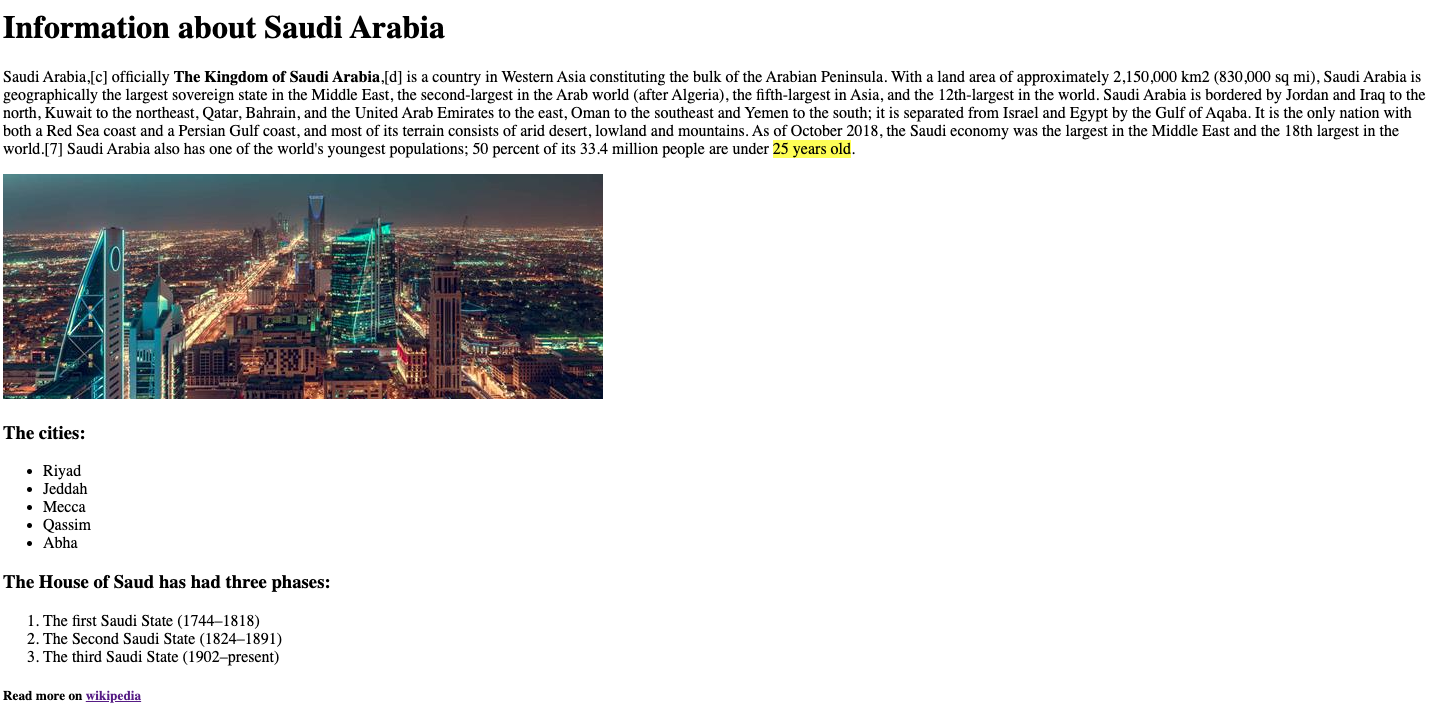 Information about Saudi Arabia
Saudi Arabia,[c] officially The Kingdom of Saudi Arabia,[d] is a country in Western Asia constituting the bulk of the Arabian Peninsula. With a land area of approximately 2,150,000 km2 (830,000 sq mi), Saudi Arabia is
geographically the largest sovereign state in the Middle East, the second-largest in the Arab world (after Algeria), the fifth-largest in Asia, and the 12th-largest in the world. Saudi Arabia is bordered by Jordan and Iraq to the
north, Kuwait to the northeast, Qatar, Bahrain, and the United Arab Emirates to the east, Oman to the southeast and Yemen to the south; it is separated from Israel and Egypt by the Gulf of Aqaba. It is the only nation with
both a Red Sea coast and a Persian Gulf coast, and most of its terrain consists of arid desert, lowland and mountains. As of October 2018, the Saudi economy was the largest in the Middle East and the 18th largest in the
world.[7] Saudi Arabia also has one of the world's youngest populations; 50 percent of its 33.4 million people are under 25 years old.
The cities:
• Riyad
• Jeddah
• Mecca
• Qassim
• Abha
The House of Saud has had three phases:
1. The first Saudi State (1744–1818)
2. The Second Saudi State (1824–1891)
3. The third Saudi State (1902–present)
Read more on wikipedia